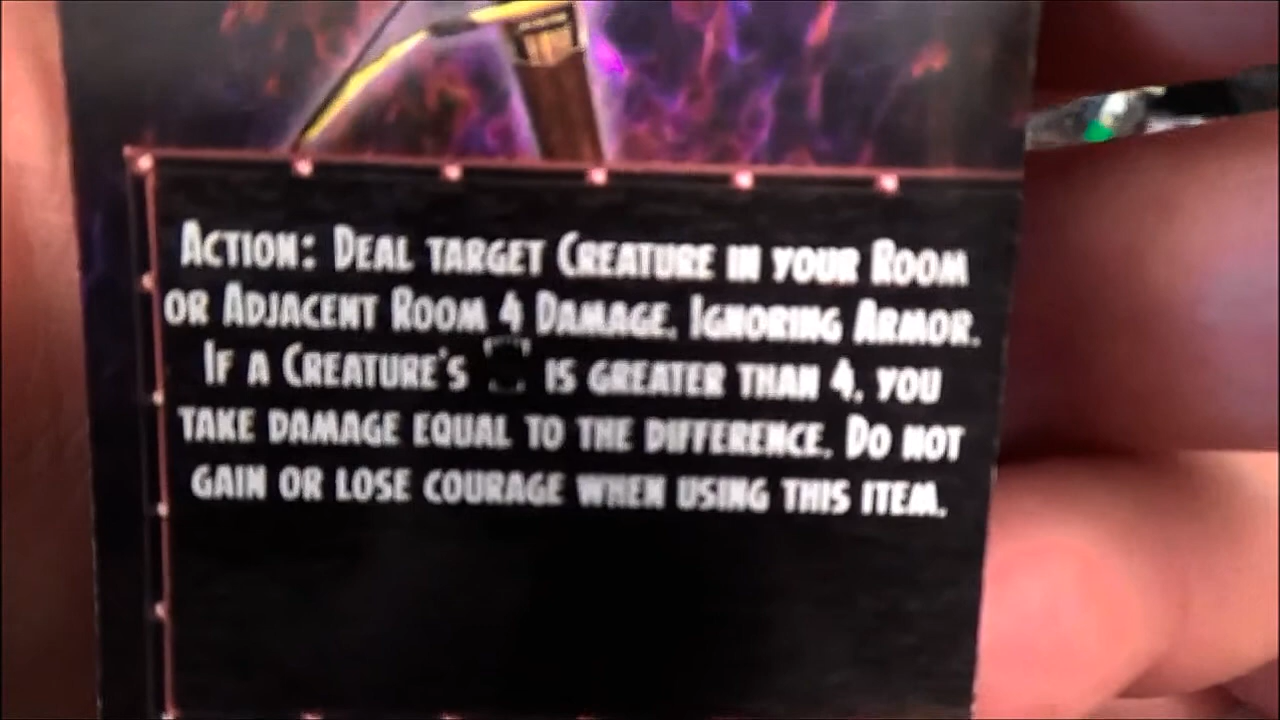 Action: Deal target Creature in your Room
or Adjacent Room 4 Damage, Ignoring Armor.
If a Creature's is greater than 4, you
take damage equal to the difference. Do not
gain or lose courage when using this item.